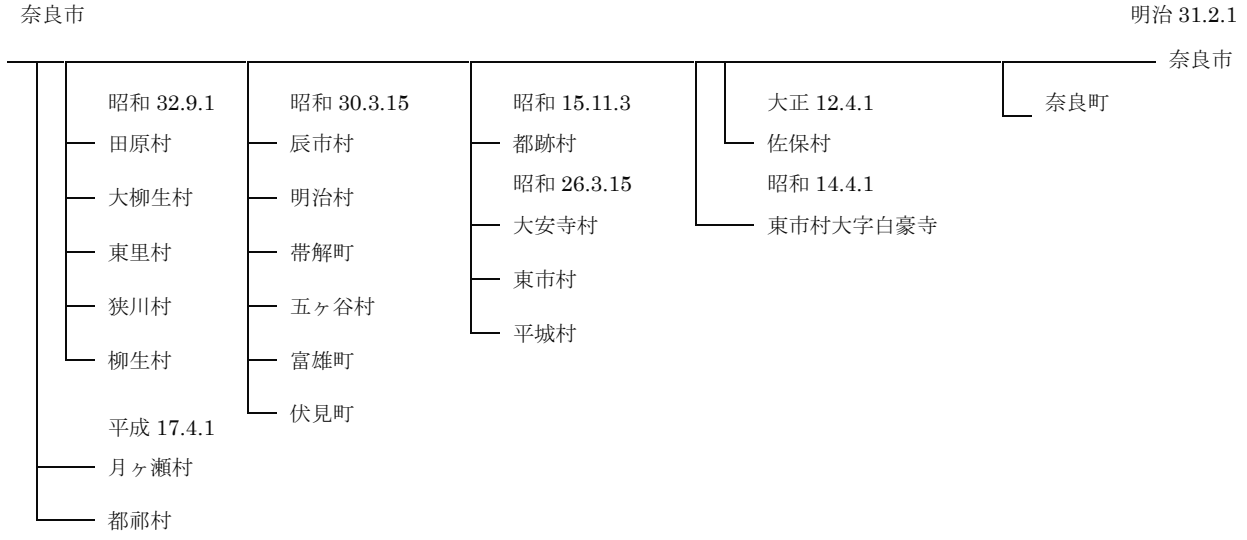 奈良市
明治 31.2.1
奈良市
昭和 32.9.1
田原村
大柳生村
東里村
狭川村
柳生村
平成 17.4.1
月ヶ瀬村
都祁村
昭和 30.3.15
辰市村
明治村
帯解町
五ヶ谷村
富雄町
伏見町
昭和 15.11.3
都跡村
昭和 26.3.15
大安寺村
東市村
平城村
大正 12.4.1
佐保村
昭和 14.4.1
東市村大字白豪寺
奈良町